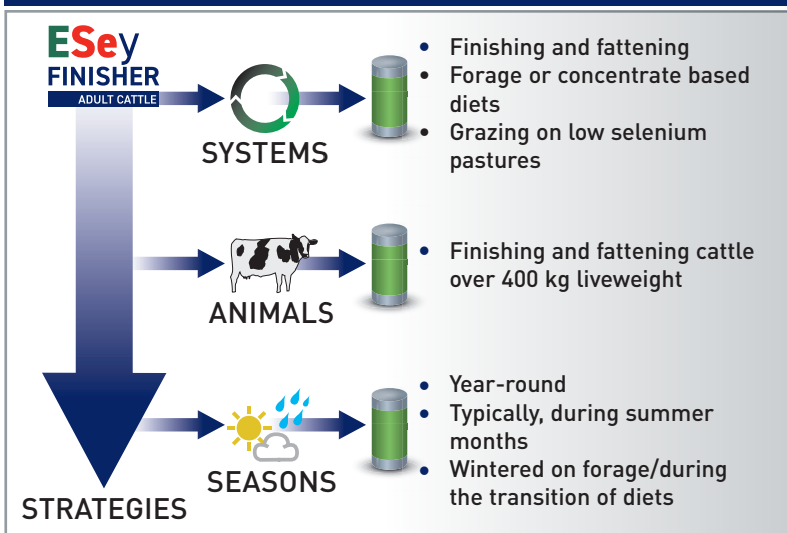 ESey
FINISHER
ADULT CATTLE
SYSTEMS
• Finishing and fattening
• Forage or concentrate based
diets
• Grazing on low selenium
pastures
ANIMALS
• Finishing and fattening cattle
over 400 kg liveweight
SEASONS
• Year-round
• Typically, during summer
months
• Wintered on forage/during
the transition of diets
STRATEGIES